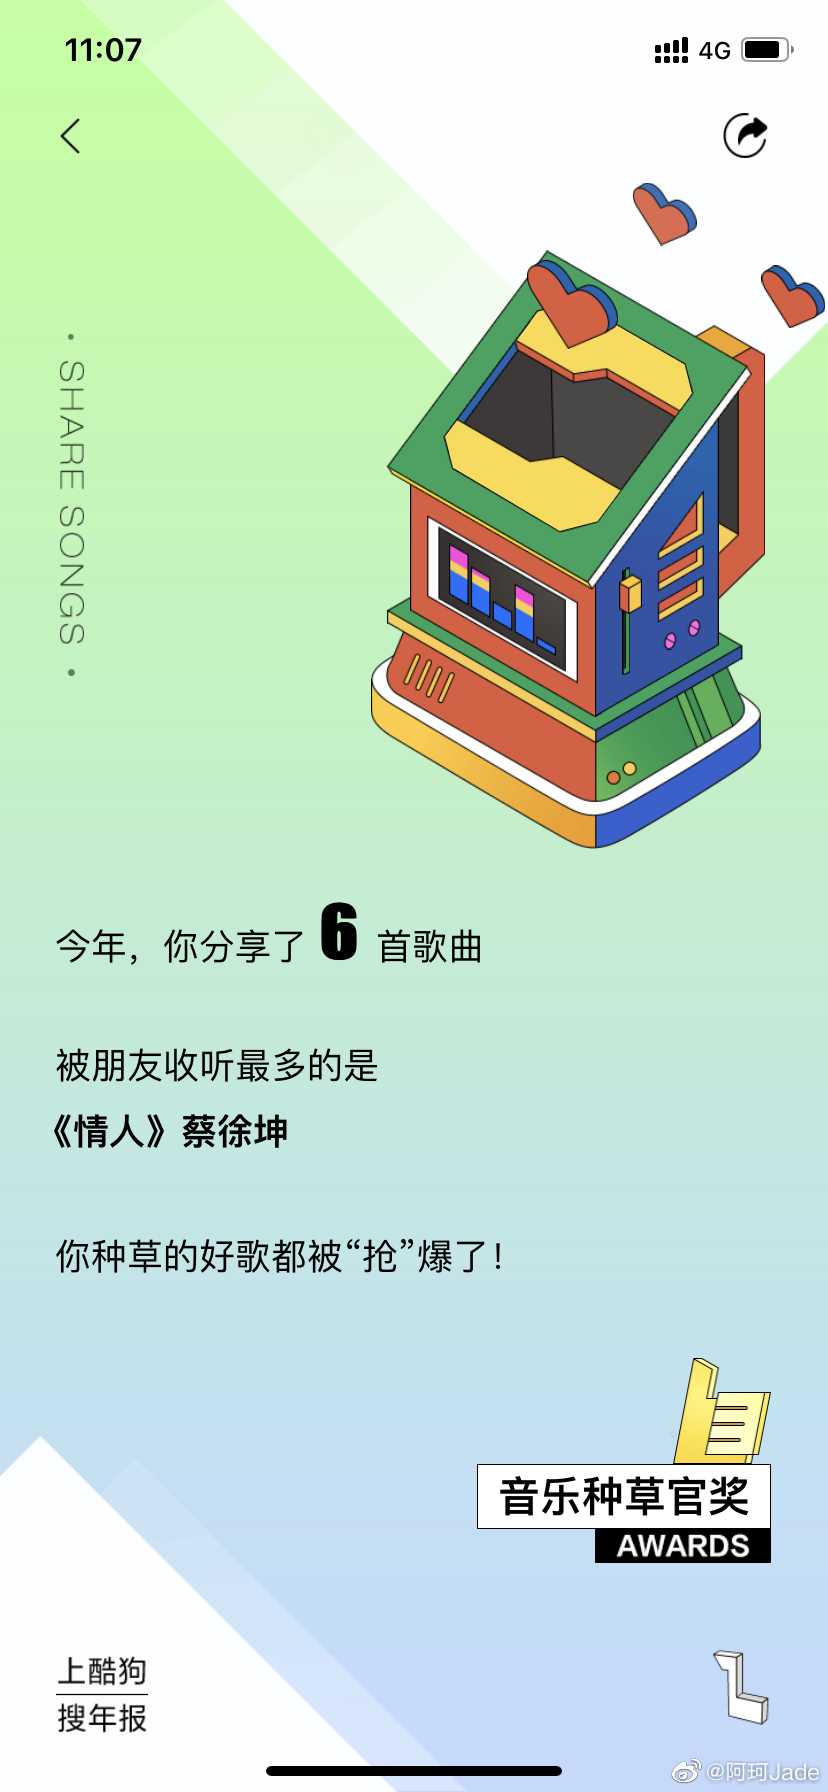 11:07 4G
· SHARE SONGS ·
今年，你分享了 6 首歌曲
被朋友收听最多的是
《情人》蔡徐坤
你种草的好歌都被“抢”爆了！
音乐种草官奖
AWARDS
上酷狗
搜年报
@阿珂Jade